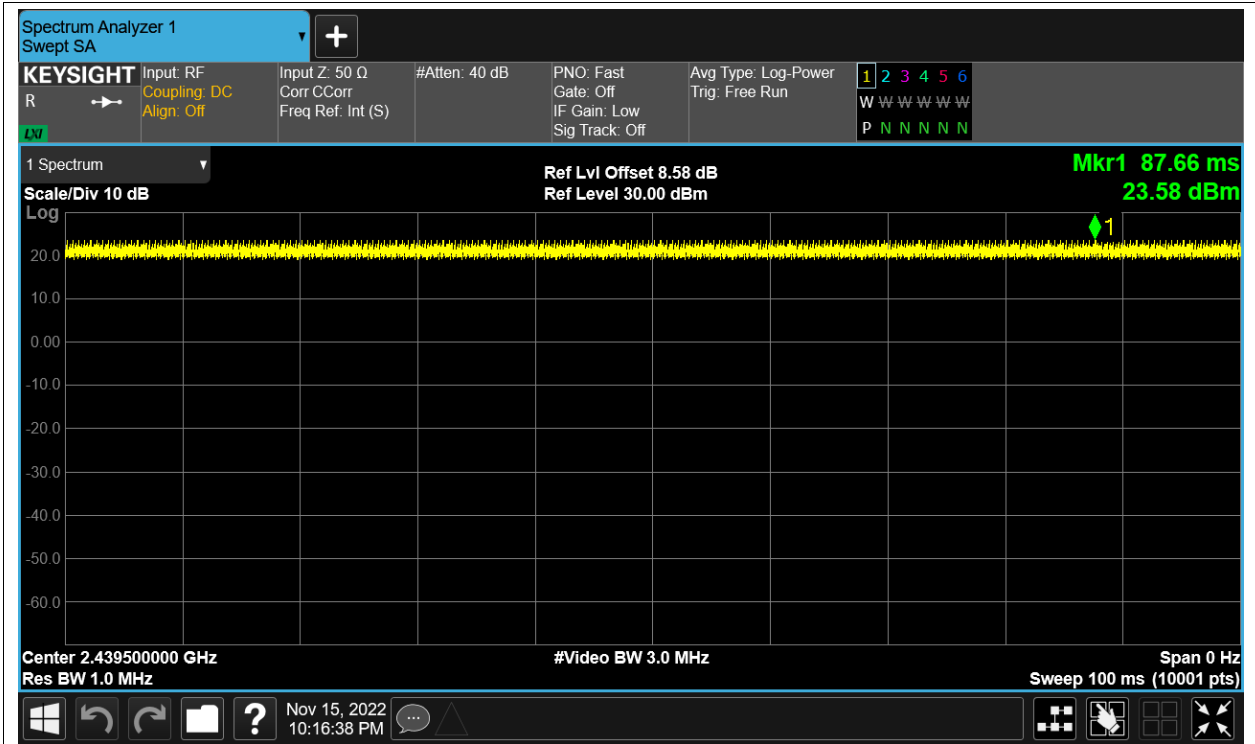 Spectrum Analyzer 1
Swept SA
KEYSIGHT
R
LXI
Input: RF
Coupling: DC
Align: Off
Input Z: 50 Ω
Corr CCorr
Freq Ref: Int (S)
#Atten: 40 dB
PNO: Fast
Gate: Off
IF Gain: Low
Sig Track: Off
Avg Type: Log-Power
Trig: Free Run
1 2 3 4 5 6
W W W W W W
P N N N N N
1 Spectrum
Scale/Div 10 dB
Log
Ref Lvl Offset 8.58 dB
Ref Level 30.00 dBm
Mkr1 87.66 ms
23.58 dBm
1
20.0
10.0
0.00
-10.0
-20.0
-30.0
-40.0
-50.0
-60.0
Center 2.439500000 GHz
Res BW 1.0 MHz
#Video BW 3.0 MHz
Span 0 Hz
Sweep 100 ms (10001 pts)
?
Nov 15, 2022
10:16:38 PM